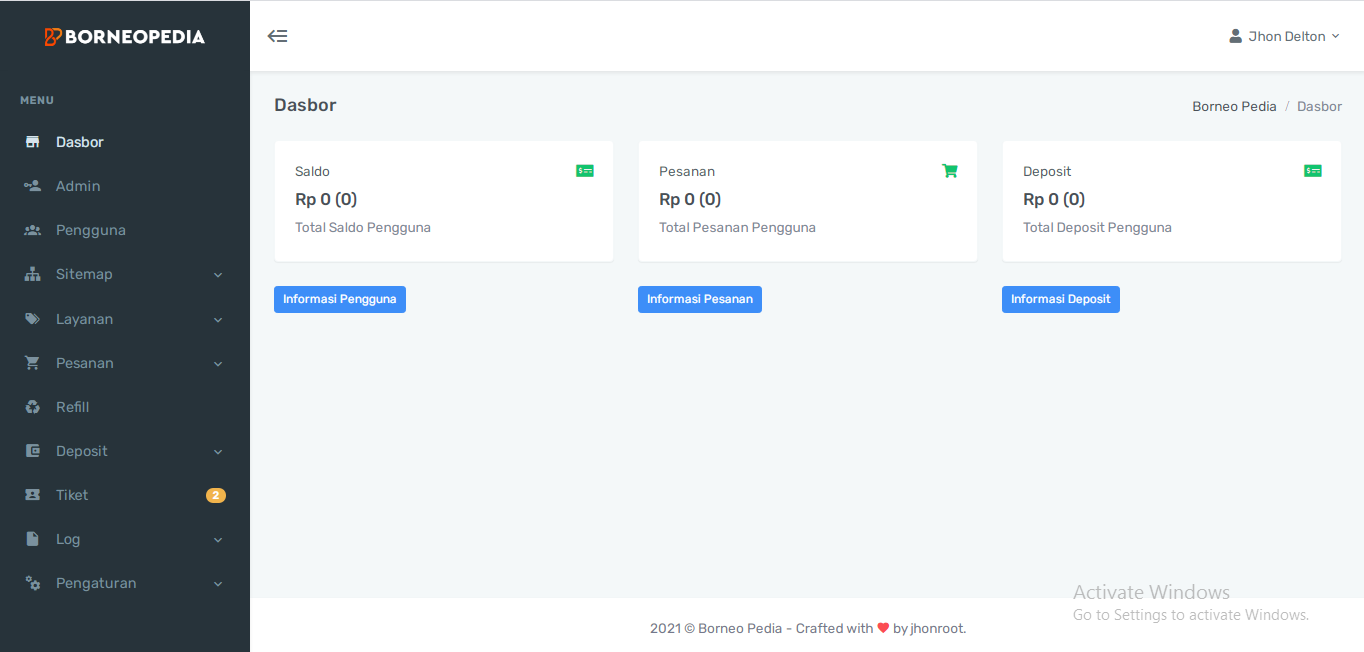 BORNEOPEDIA
Jhon Delton
MENU
Dasbor
Admin
Pengguna
Sitemap
Layanan
Pesanan
Refill
Deposit
Tiket 2
Log
Pengaturan
Dasbor
Borneo Pedia / Dasbor
Saldo
Rp 0 (0)
Total Saldo Pengguna
Informasi Pengguna
Pesanan
Rp 0 (0)
Total Pesanan Pengguna
Informasi Pesanan
Deposit
Rp 0 (0)
Total Deposit Pengguna
Informasi Deposit
Activate Windows
Go to Settings to activate Windows.
2021 © Borneo Pedia - Crafted with ❤ by jhonroot.